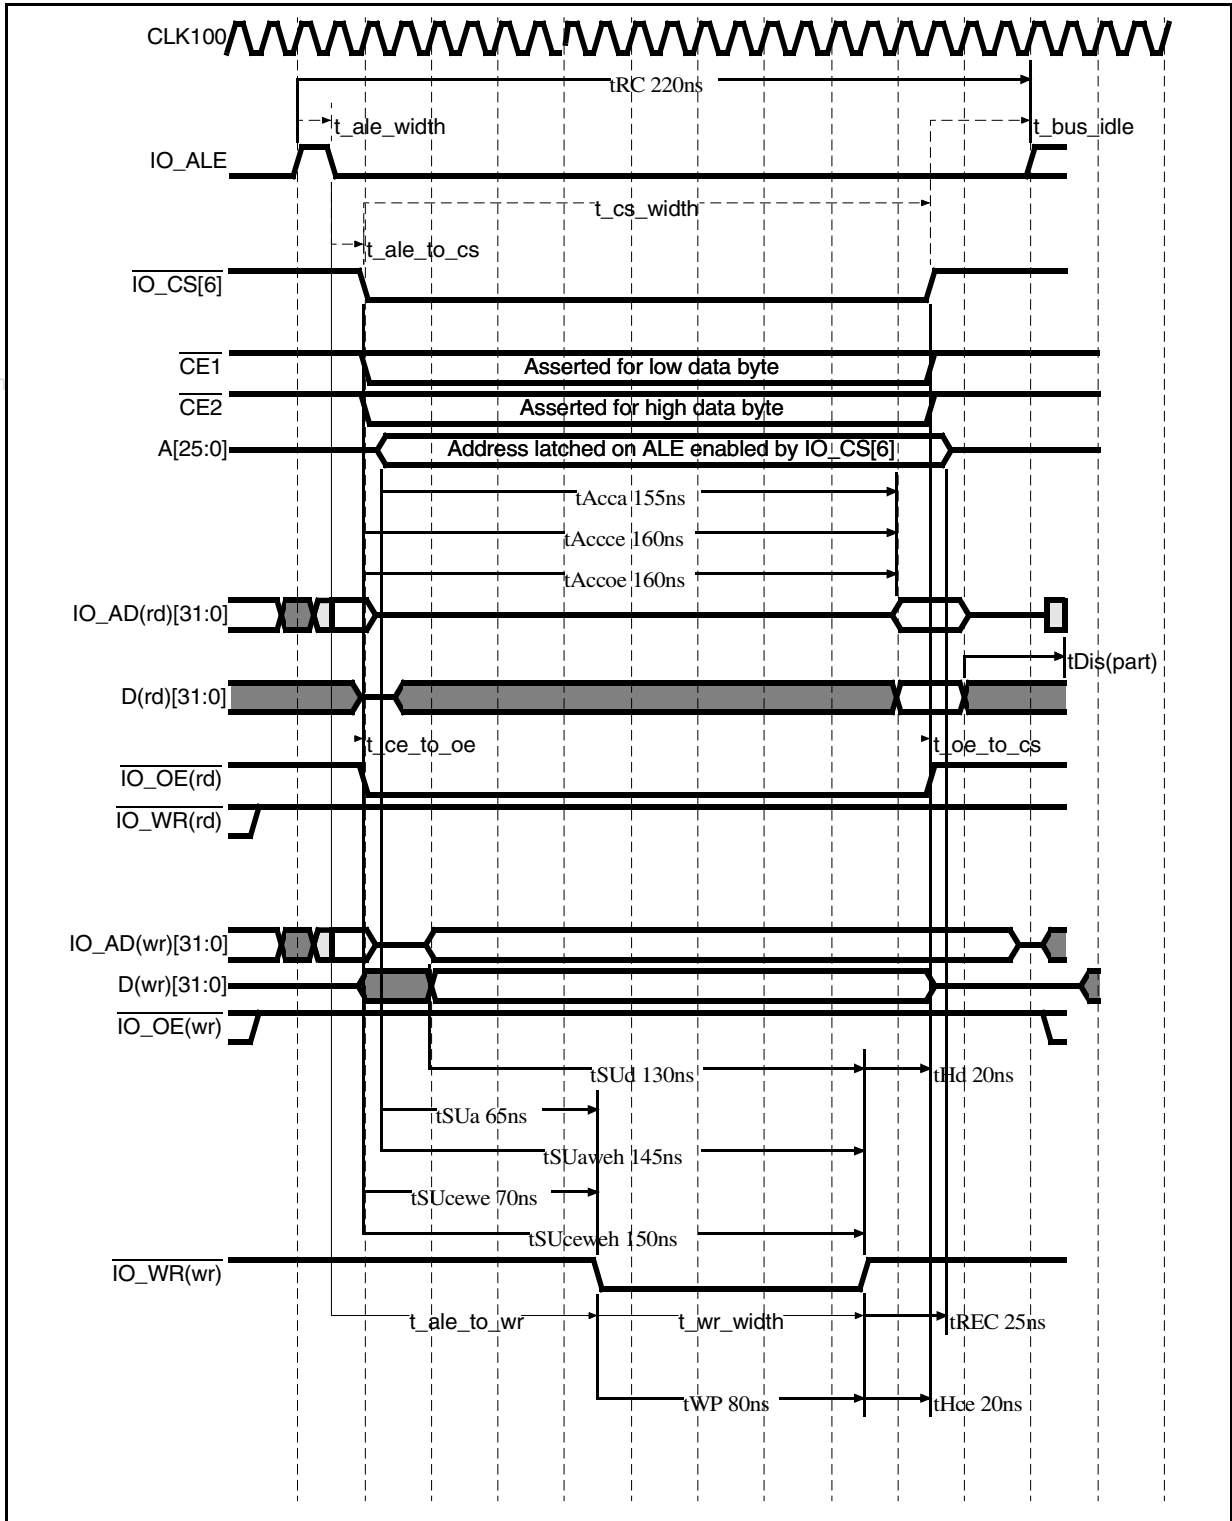 CLK100
tRC 220ns
t_ale_width
t_bus_idle
IO_ALE
t_cs_width
t_ale_to_cs
IO_CS[6]
CE1
Asserted for low data byte
CE2
Asserted for high data byte
A[25:0]
Address latched on ALE enabled by IO_CS[6]
tAcca 155ns
tAccce 160ns
tAccoe 160ns
IO_AD(rd)[31:0]
tDis(part)
D(rd)[31:0]
t_ce_to_oe
t_oe_to_cs
IO_OE(rd)
IO_WR(rd)
IO_AD(wr)[31:0]
D(wr)[31:0]
IO_OE(wr)
tSUd 130ns
tHd 20ns
tSUa 65ns
tSUaweh 145ns
tSUcewe 70ns
tSUceweh 150ns
IO_WR(wr)
t_ale_to_wr
t_wr_width
tREC 25ns
tWP 80ns
tHce 20ns